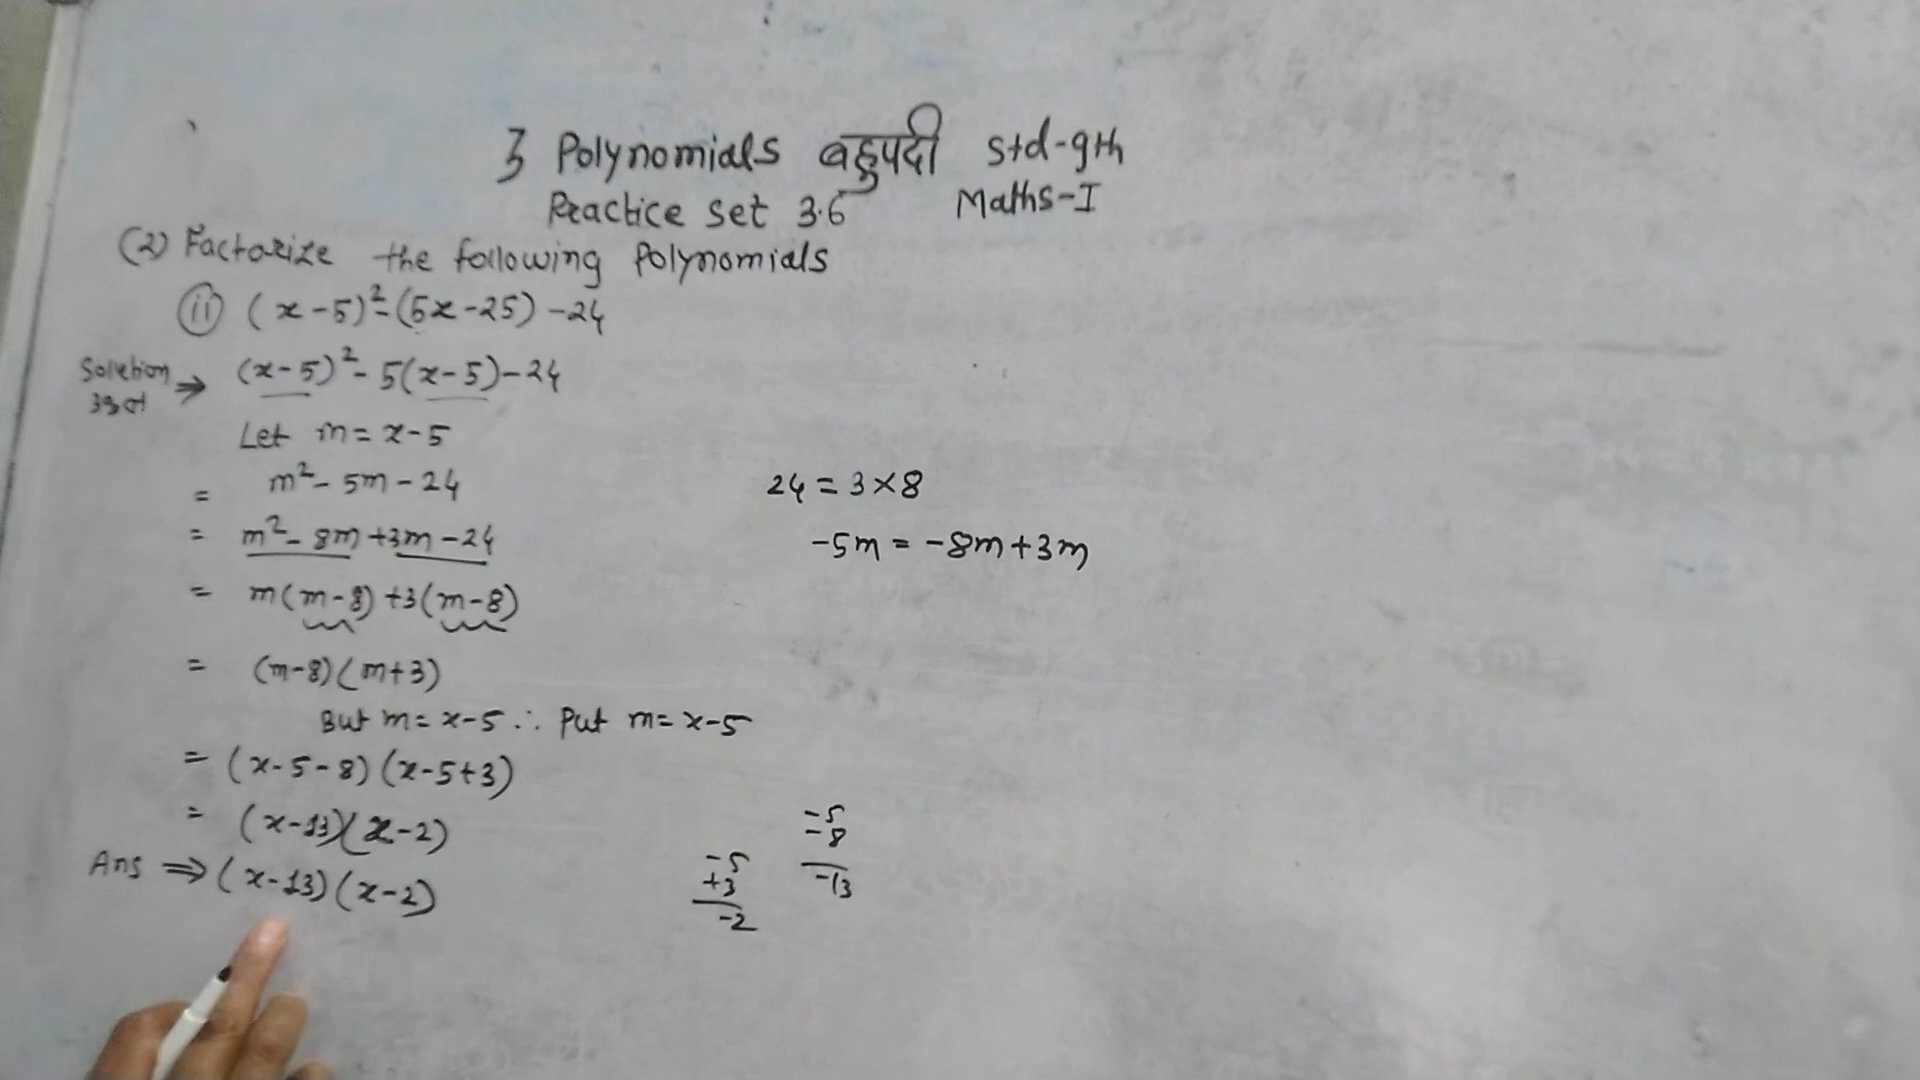 3 Polynomials बहुपदी std-9th
Practice set 3.6 Maths-I
(2) Factorize the following Polynomials
(ii) (x-5)²-(5x-25)-24
Solution ⇒ (x-5)²-5(x-5)-24
Let m=x-5
= m²-5m-24
24=3×8
= m²-8m+3m-24
-5m=-8m+3m
= m(m-8)+3(m-8)
= (m-8)(m+3)
But m=x-5 ∴ Put m=x-5
= (x-5-8)(x-5+3)
= (x-13)(x-2)
Ans ⇒ (x-13)(x-2)
-5
+3
-2
-5
-8
-13